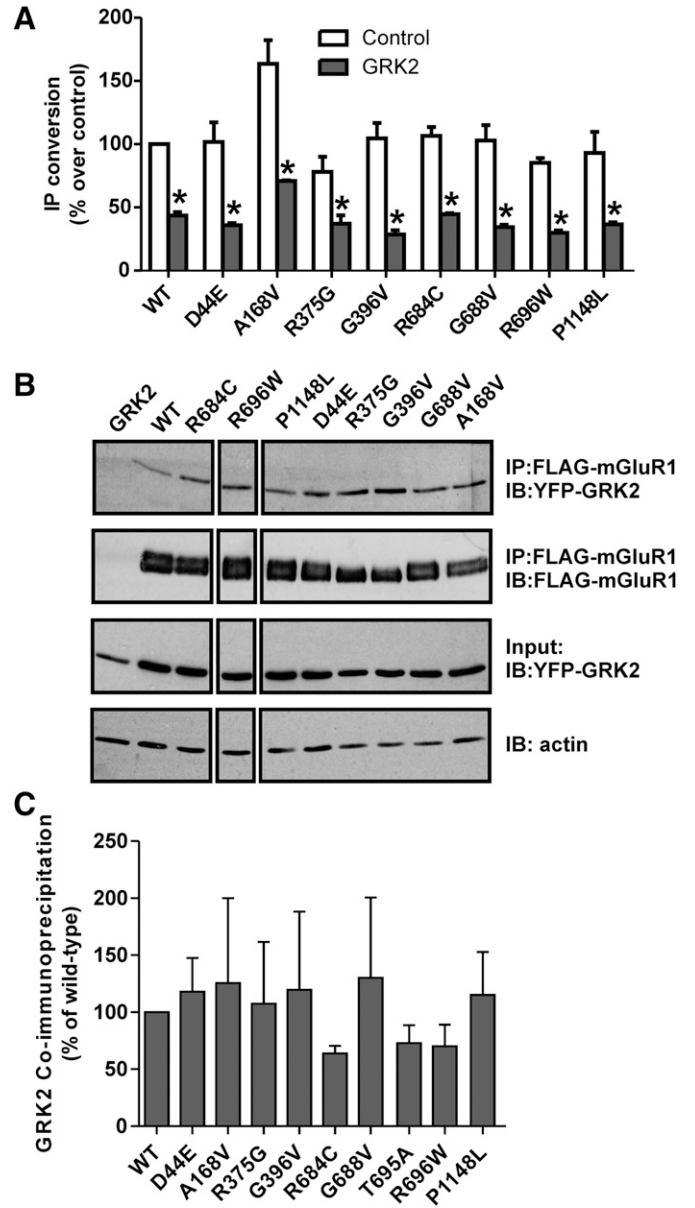 A
IP conversion
(% over control)
200
150
100
50
0
Control
GRK2
*
*
*
*
*
*
*
*
*
WT
D44E
A168V
R375G
G396V
R684C
G688V
R696W
P1148L
B
GRK2
WT
R684C
R696W
P1148L
D44E
R375G
G396V
G688V
A168V
IP:FLAG-mGluR1
IB:YFP-GRK2
IP:FLAG-mGluR1
IB:FLAG-mGluR1
Input:
IB:YFP-GRK2
IB: actin
C
GRK2 Co-immunoprecipitation
(% of wild-type)
250
200
150
100
50
0
WT
D44E
A168V
R375G
G396V
R684C
G688V
T695A
R696W
P1148L